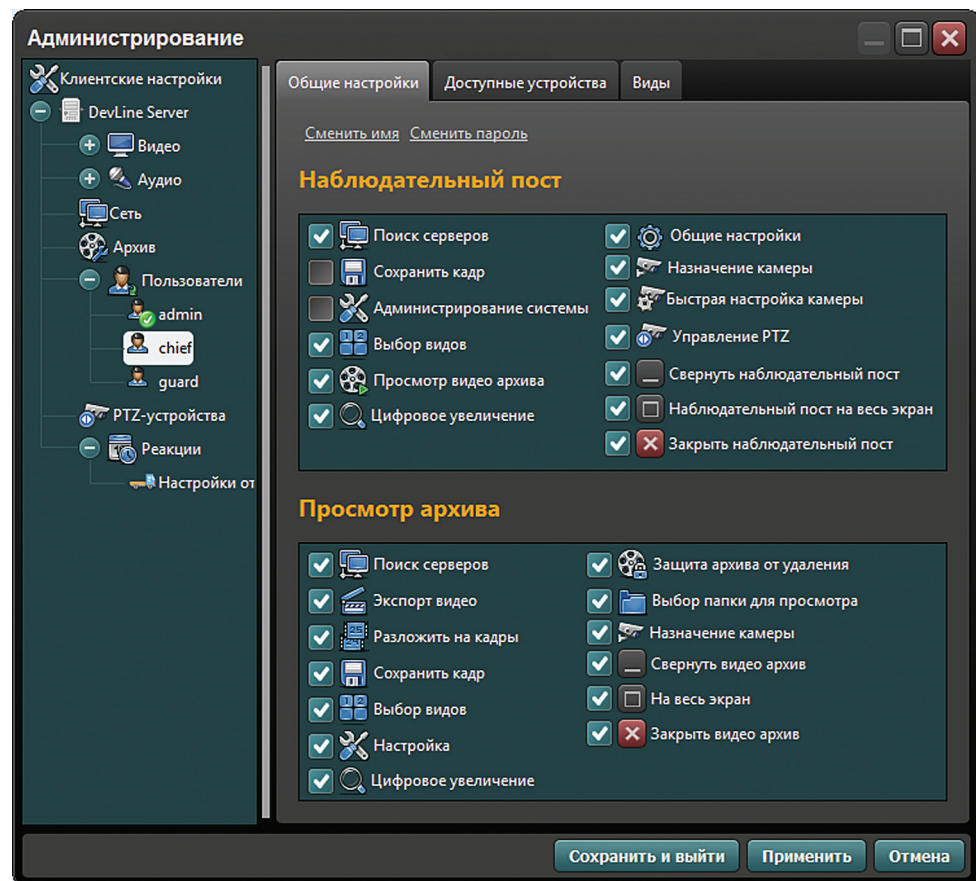 Администрирование
Клиентские настройки
DevLine Server
Видео
Аудио
Сеть
Архив
Пользователи
admin
chief
guard
PTZ-устройства
Реакции
Настройки от
Общие настройки Доступные устройства Виды
Сменить имя Сменить пароль
Наблюдательный пост
Поиск серверов
Сохранить кадр
Администрирование системы
Выбор видов
Просмотр видео архива
Цифровое увеличение
Общие настройки
Назначение камеры
Быстрая настройка камеры
Управление PTZ
Свернуть наблюдательный пост
Наблюдательный пост на весь экран
Закрыть наблюдательный пост
Просмотр архива
Поиск серверов
Экспорт видео
Разложить на кадры
Сохранить кадр
Выбор видов
Настройка
Цифровое увеличение
Защита архива от удаления
Выбор папки для просмотра
Назначение камеры
Свернуть видео архив
На весь экран
Закрыть видео архив
Сохранить и выйти Применить Отмена